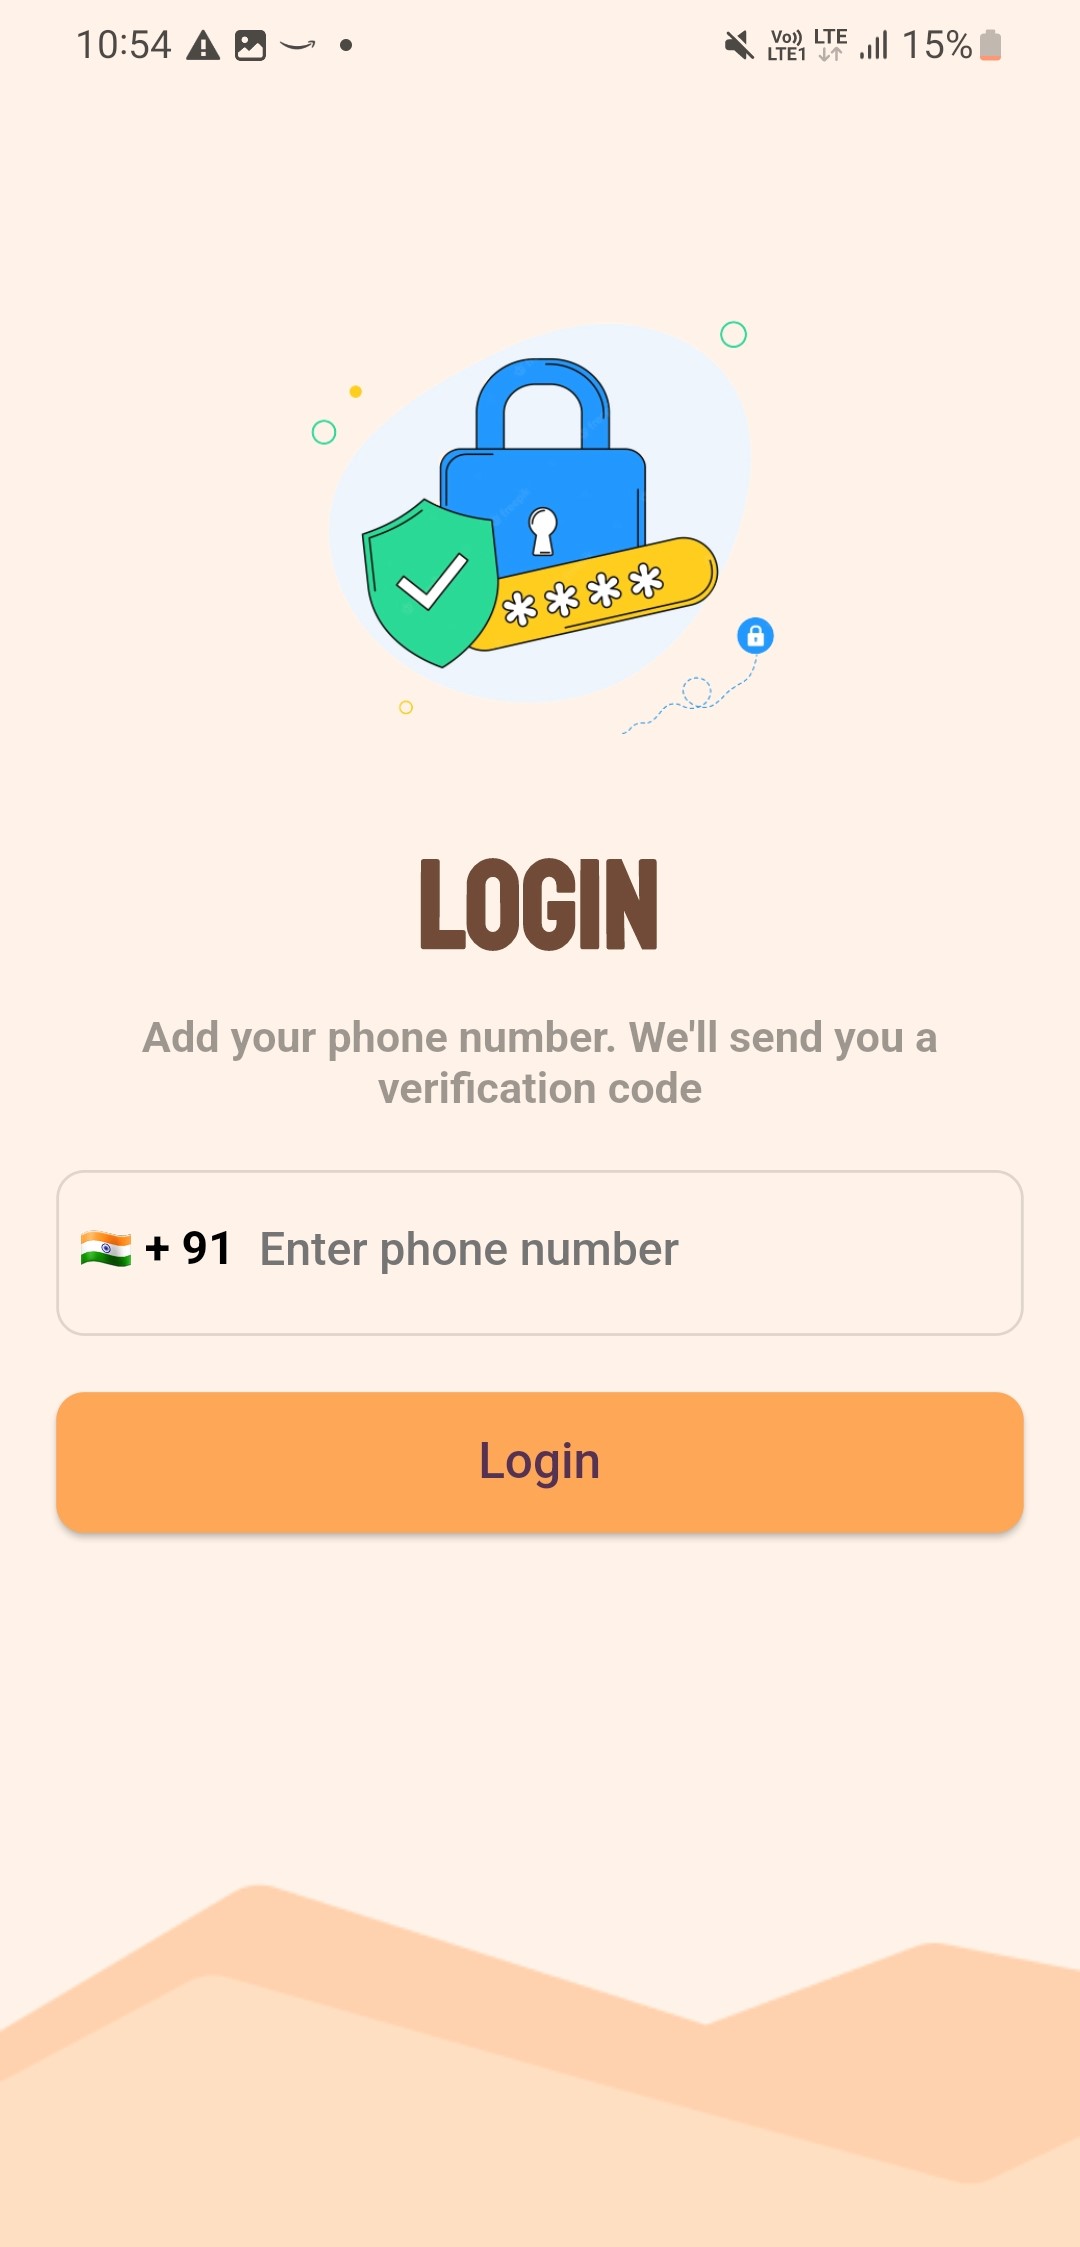 10:54 Vo)) LTE 15%
LTE1
LOGIN
Add your phone number. We'll send you a
verification code
+ 91 Enter phone number
Login